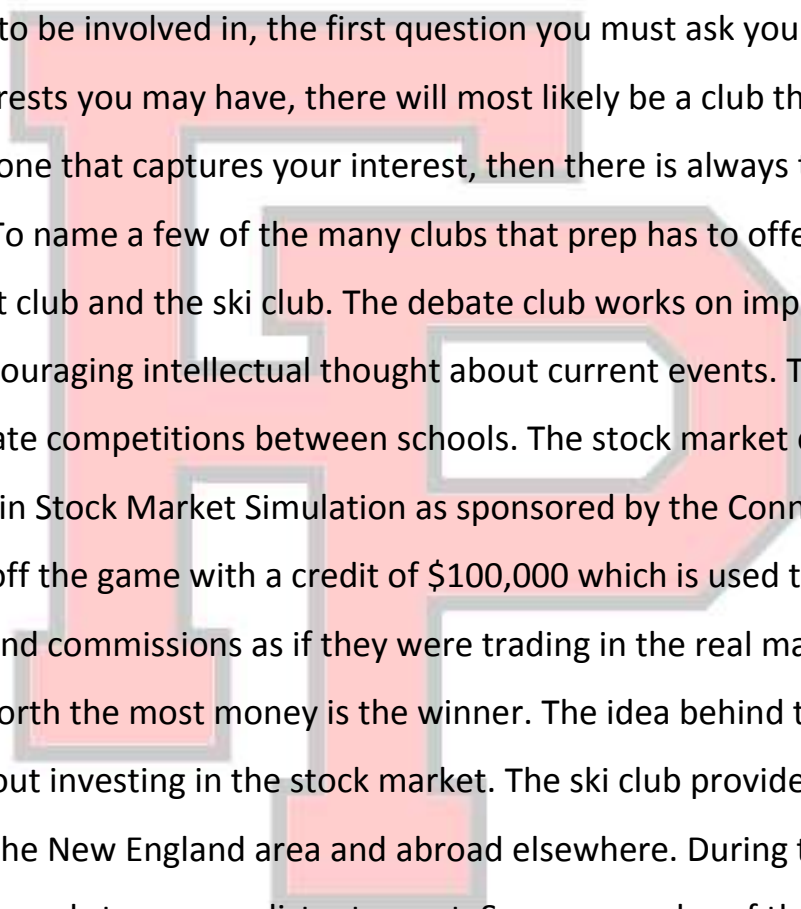 to be involved in, the first question you must ask you
rests you may have, there will most likely be a club th
one that captures your interest, then there is always
To name a few of the many clubs that prep has to offe
t club and the ski club. The debate club works on imp
ouraging intellectual thought about current events. T
ate competitions between schools. The stock market
in Stock Market Simulation as sponsored by the Conn
off the game with a credit of $100,000 which is used t
nd commissions as if they were trading in the real ma
orth the most money is the winner. The idea behind t
out investing in the stock market. The ski club provide
he New England area and abroad elsewhere. During t
FP